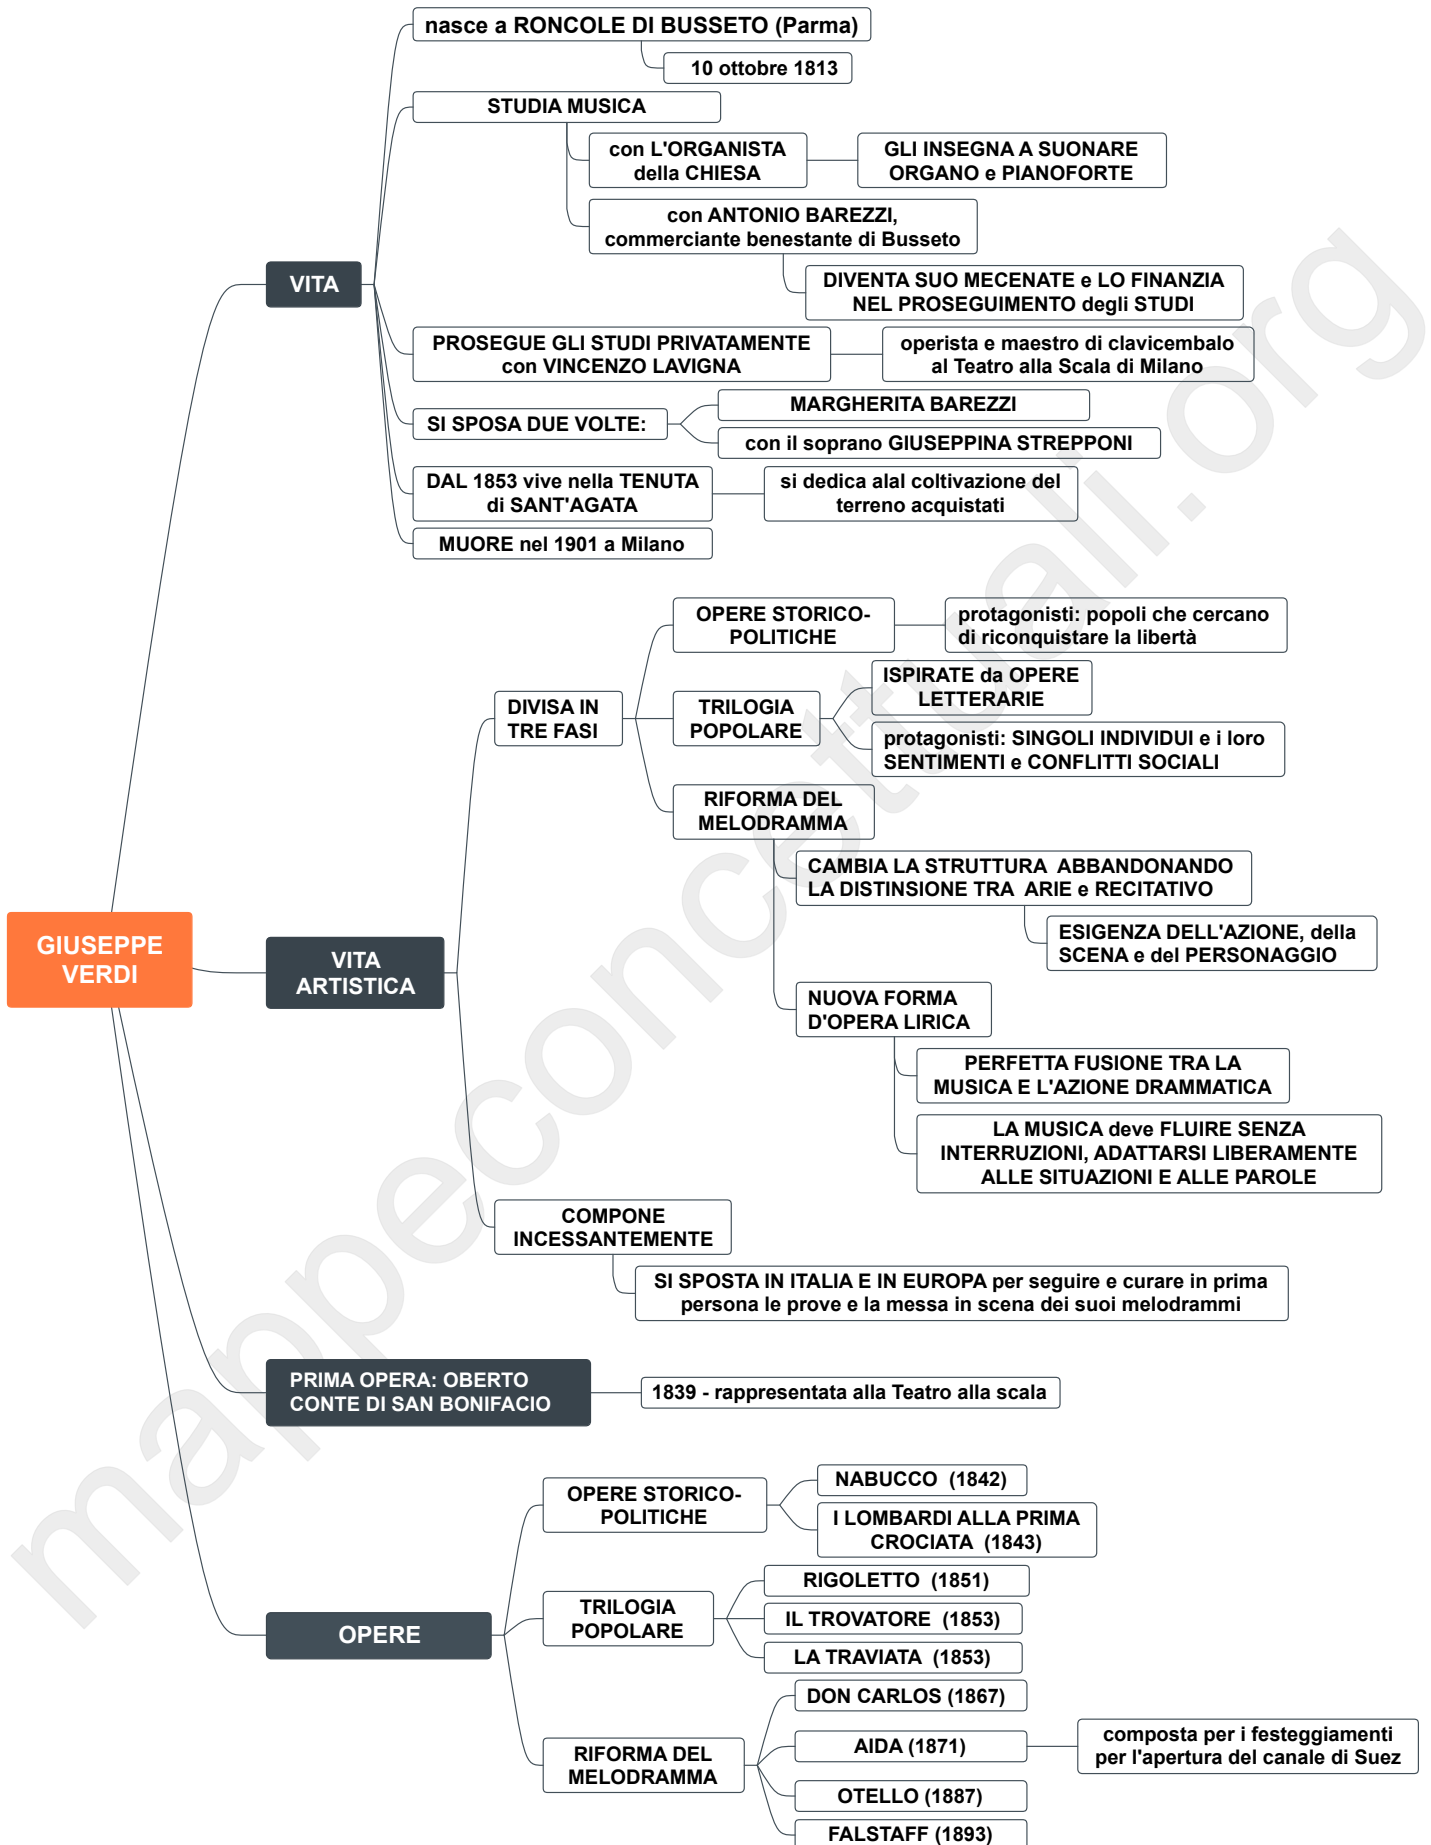 nasce a RONCOLE DI BUSSETO (Parma)
10 ottobre 1813
STUDIA MUSICA
con L'ORGANISTA
della CHIESA
GLI INSEGNA A SUONARE
ORGANO e PIANOFORTE
con ANTONIO BAREZZI,
commerciante benestante di Busseto
DIVENTA SUO MECENATE e LO FINANZIA
NEL PROSEGUIMENTO degli STUDI
VITA
PROSEGUE GLI STUDI PRIVATAMENTE
con VINCENZO LAVIGNA
operista e maestro di clavicembalo
al Teatro alla Scala di Milano
SI SPOSA DUE VOLTE:
MARGHERITA BAREZZI
con il soprano GIUSEPPINA STREPPONI
DAL 1853 vive nella TENUTA
di SANT'AGATA
si dedica alal coltivazione del
terreno acquistati
MUORE nel 1901 a Milano
OPERE STORICO-
POLITICHE
protagonisti: popoli che cercano
di riconquistare la libertà
DIVISA IN
TRE FASI
TRILOGIA
POPOLARE
ISPIRATE da OPERE
LETTERARIE
protagonisti: SINGOLI INDIVIDUI e i loro
SENTIMENTI e CONFLITTI SOCIALI
RIFORMA DEL
MELODRAMMA
CAMBIA LA STRUTTURA  ABBANDONANDO
LA DISTINSIONE TRA  ARIE e RECITATIVO
ESIGENZA DELL'AZIONE, della
SCENA e del PERSONAGGIO
GIUSEPPE
VERDI
VITA
ARTISTICA
NUOVA FORMA
D'OPERA LIRICA
PERFETTA FUSIONE TRA LA
MUSICA E L'AZIONE DRAMMATICA
LA MUSICA deve FLUIRE SENZA
INTERRUZIONI, ADATTARSI LIBERAMENTE
ALLE SITUAZIONI E ALLE PAROLE
COMPONE
INCESSANTEMENTE
SI SPOSTA IN ITALIA E IN EUROPA per seguire e curare in prima
persona le prove e la messa in scena dei suoi melodrammi
PRIMA OPERA: OBERTO
CONTE DI SAN BONIFACIO
1839 - rappresentata alla Teatro alla scala
OPERE STORICO-
POLITICHE
NABUCCO  (1842)
I LOMBARDI ALLA PRIMA
CROCIATA  (1843)
OPERE
TRILOGIA
POPOLARE
RIGOLETTO  (1851)
IL TROVATORE  (1853)
LA TRAVIATA  (1853)
RIFORMA DEL
MELODRAMMA
DON CARLOS (1867)
AIDA (1871)
composta per i festeggiamenti
per l'apertura del canale di Suez
OTELLO (1887)
FALSTAFF (1893)
mappeconcettuali.org